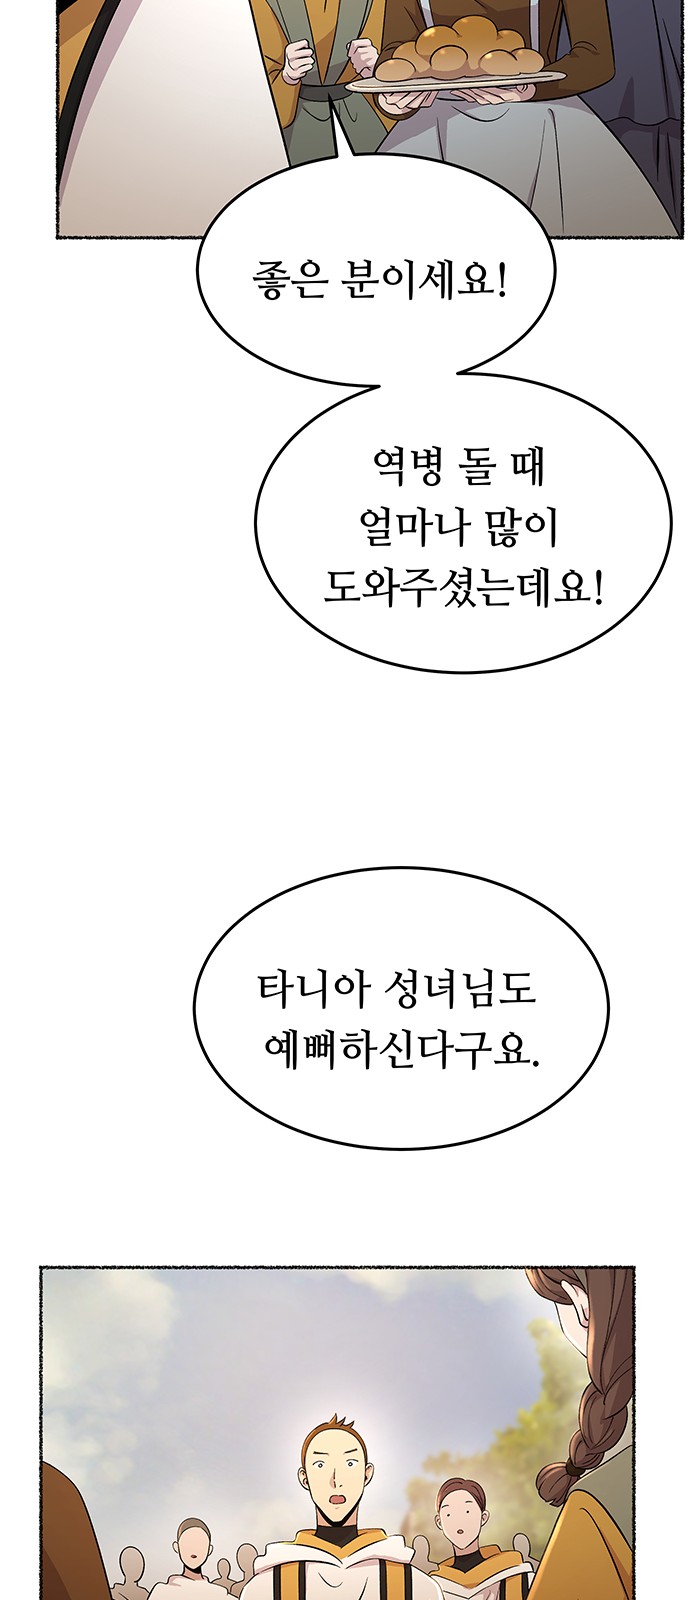 좋은 분이세요!
역병 돌 때
얼마나 많이
도와주셨는데요!
타니아 성녀님도
예뻐하신다구요.